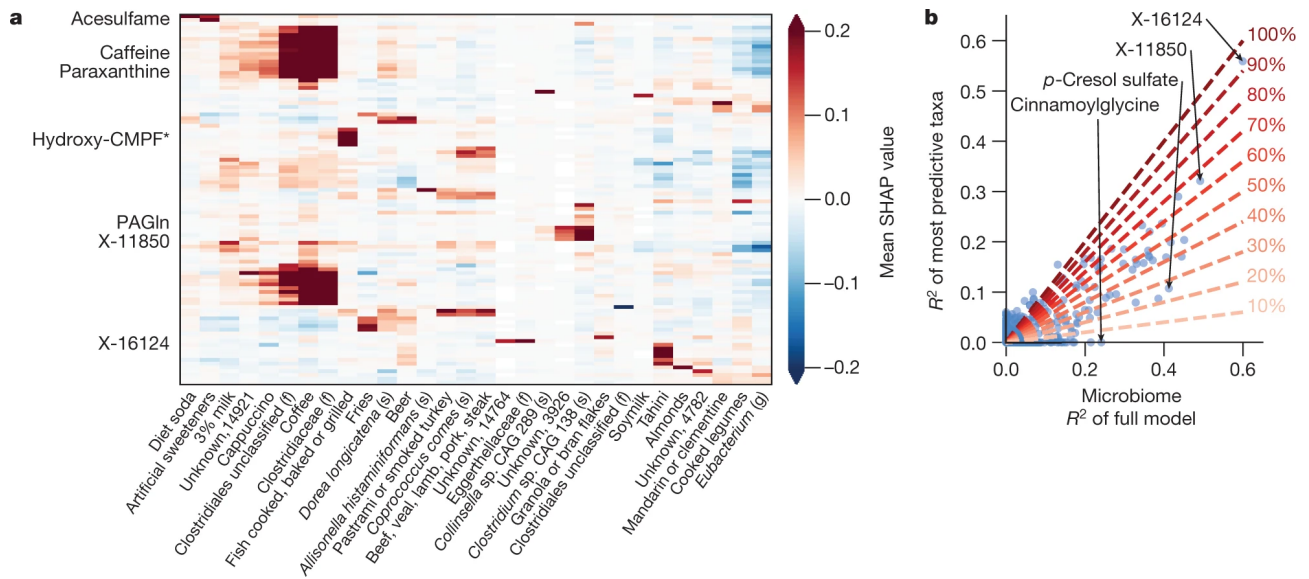 a
Acesulfame
Caffeine
Paraxanthine
Hydroxy-CMPF*
PAGln
X-11850
X-16124
Diet soda
Artificial sweeteners
3% milk
Unknown,14921
Cappuccino
Clostridiales unclassified (f)
Coffee
Clostridiaceae (f)
Fish cooked, baked or grilled
Fries
Dorea longicatena (s)
Beer
Allisonella histaminiformans (s)
Pastrami or smoked turkey
Coprococcus comes (s)
Beef, veal, lamb, pork, steak
Unknown, 14764
Eggerthellaceae (f)
Collinsella sp. CAG 289 (s)
Unknown, 3926
Clostridium sp. CAG 138 (s)
Granola or bran flakes
Clostridiales unclassified (f)
Soymilk
Tahini
Almonds
Unknown, 4782
Mandarin or clementine
Cooked legumes
Eubacterium (g)
0.2
0.1
0.0
−0.1
−0.2
Mean SHAP value
b
X-16124
X-11850
p-Cresol sulfate
Cinnamoylglycine
100%
90%
80%
70%
60%
50%
40%
30%
20%
10%
0.6
0.5
0.4
0.3
0.2
0.1
0.0
R² of most predictive taxa
0.0
0.2
0.4
0.6
Microbiome
R² of full model